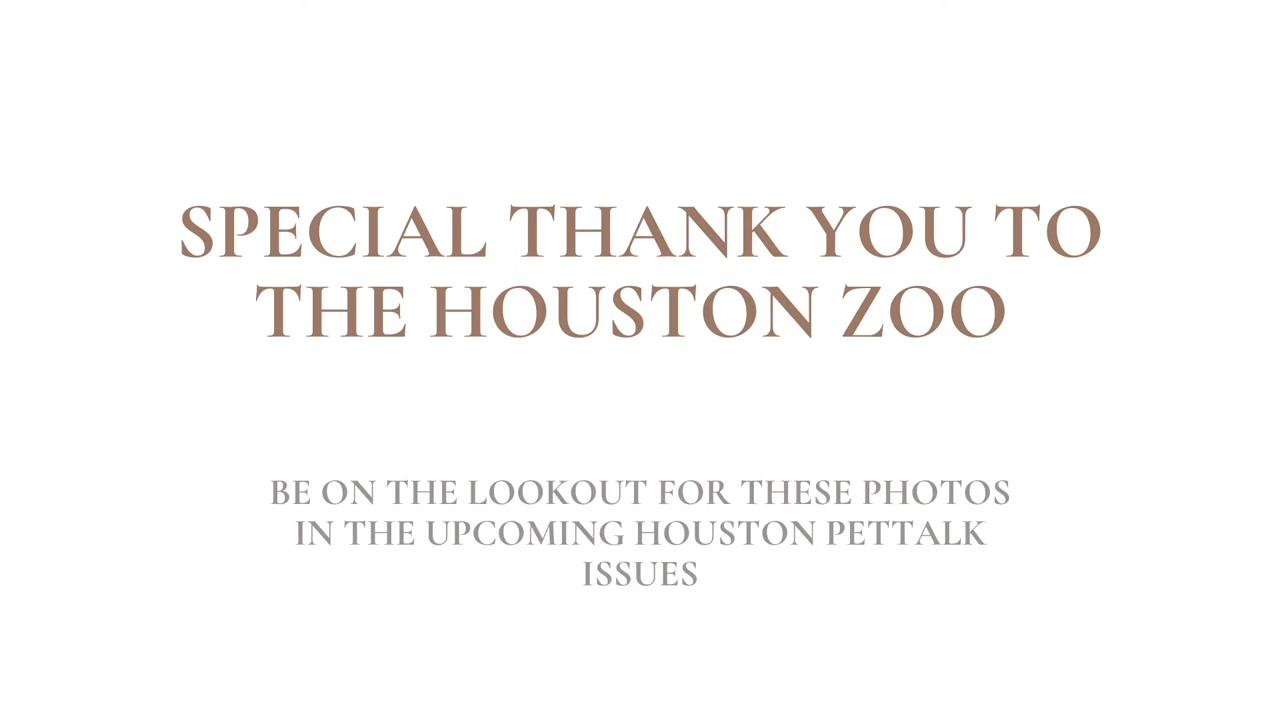 SPECIAL THANK YOU TO
THE HOUSTON ZOO
BE ON THE LOOKOUT FOR THESE PHOTOS
IN THE UPCOMING HOUSTON PETTALK
ISSUES